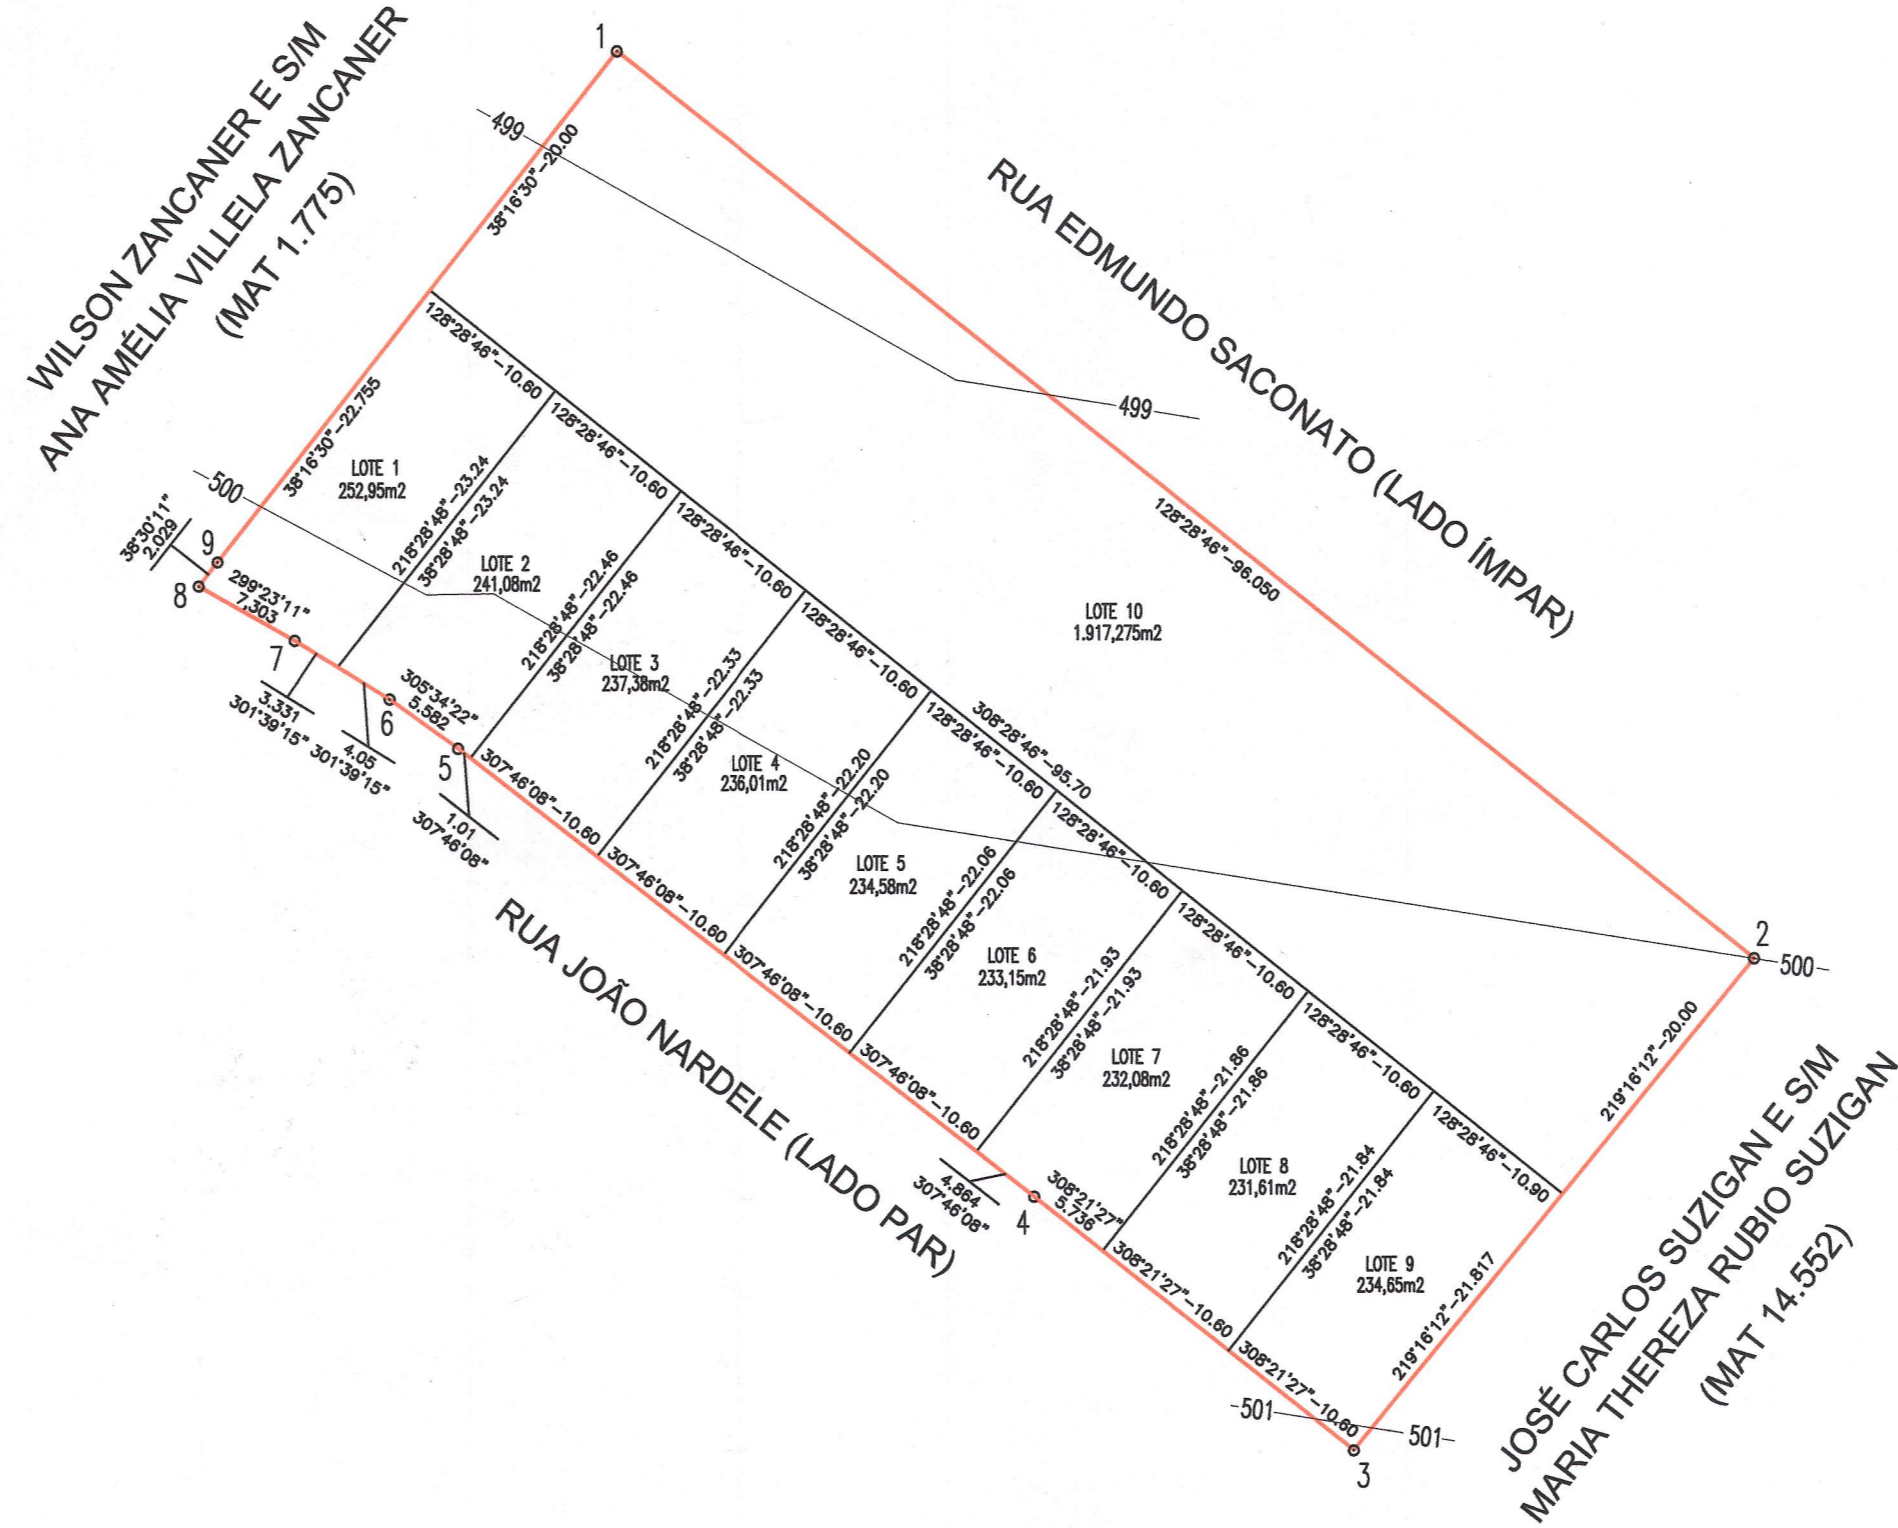 1
WILSON ZANCANER E S/M
ANA AMÉLIA VILLELA ZANCANER
(MAT 1.775)
499
38°16'30"–20.00
RUA EDMUNDO SACONATO (LADO ÍMPAR)
499
128°28'46"–96.050
128°28'46"–10.60
128°28'46"–10.60
128°28'46"–10.60
128°28'46"–10.60
128°28'46"–10.60
128°28'46"–10.60
128°28'46"–10.60
128°28'46"–10.60
128°28'46"–10.90
308°28'46"–95.70
38°16'30"–22.755
LOTE 1
252,95m2
500
218°28'48"–23.24
38°28'48"–23.24
LOTE 2
241,08m2
218°28'48"–22.46
38°28'48"–22.46
LOTE 3
237,38m2
218°28'48"–22.33
38°28'48"–22.33
LOTE 4
236,01m2
218°28'48"–22.20
38°28'48"–22.20
LOTE 5
234,58m2
218°28'48"–22.06
38°28'48"–22.06
LOTE 6
233,15m2
218°28'48"–21.93
38°28'48"–21.93
LOTE 7
232,08m2
218°28'48"–21.86
38°28'48"–21.86
LOTE 8
231,61m2
218°28'48"–21.84
38°28'48"–21.84
LOTE 9
234,65m2
LOTE 10
1.917,275m2
2
500
219°16'12"–20.00
219°16'12"–21.817
JOSÉ CARLOS SUZIGAN E S/M
MARIA THEREZA RUBIO SUZIGAN
(MAT 14.552)
38°30'11"
2.029
9
8
299°23'11"
7,303
7
3.331
301°39'15"
4.05
301°39'15"
6
305°34'22"
5.582
5
1.01
307°46'08"
307°46'08"–10.60
307°46'08"–10.60
307°46'08"–10.60
307°46'08"–10.60
RUA JOÃO NARDELE (LADO PAR)
4.864
307°46'08"
4
308°21'27"
5.736
308°21'27"–10.60
308°21'27"–10.60
501
501
3